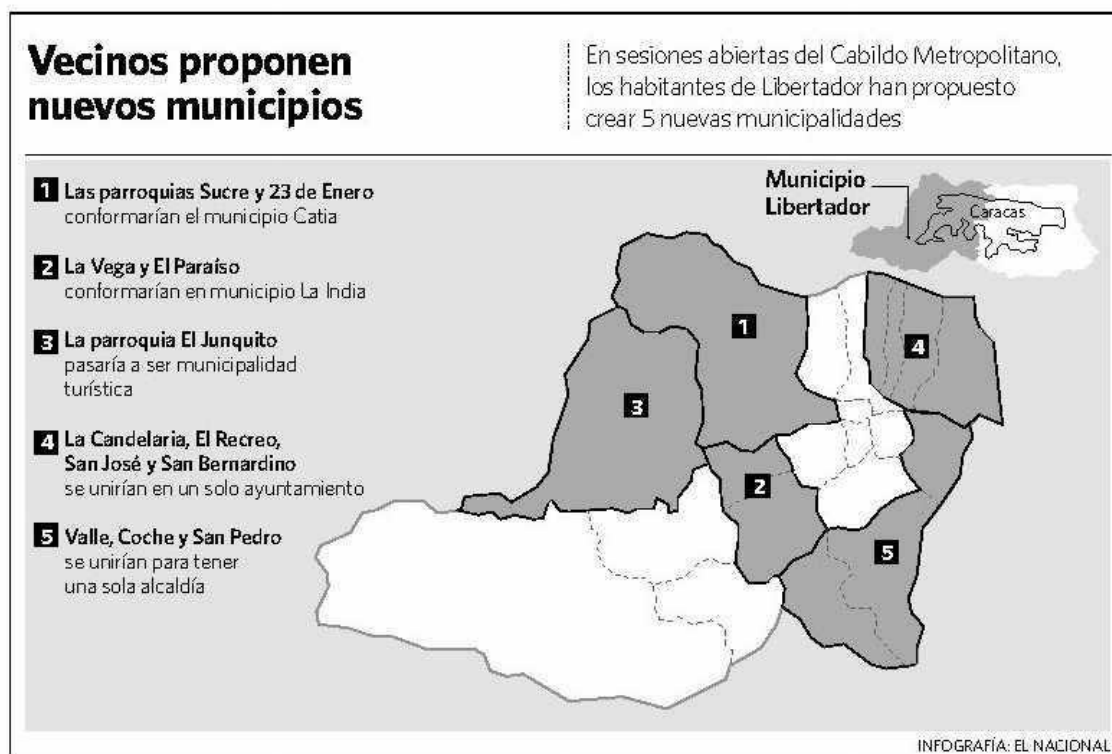 Vecinos proponen
nuevos municipios
En sesiones abiertas del Cabildo Metropolitano,
los habitantes de Libertador han propuesto
crear 5 nuevas municipalidades
1 Las parroquias Sucre y 23 de Enero
conformarían el municipio Catia
2 La Vega y El Paraíso
conformarían en municipio La India
3 La parroquia El Junquito
pasaría a ser municipalidad
turística
4 La Candelaria, El Recreo,
San José y San Bernardino
se unirían en un solo ayuntamiento
5 Valle, Coche y San Pedro
se unirían para tener
una sola alcaldía
Municipio
Libertador
Caracas
1
4
3
2
5
INFOGRAFÍA: EL NACIONAL